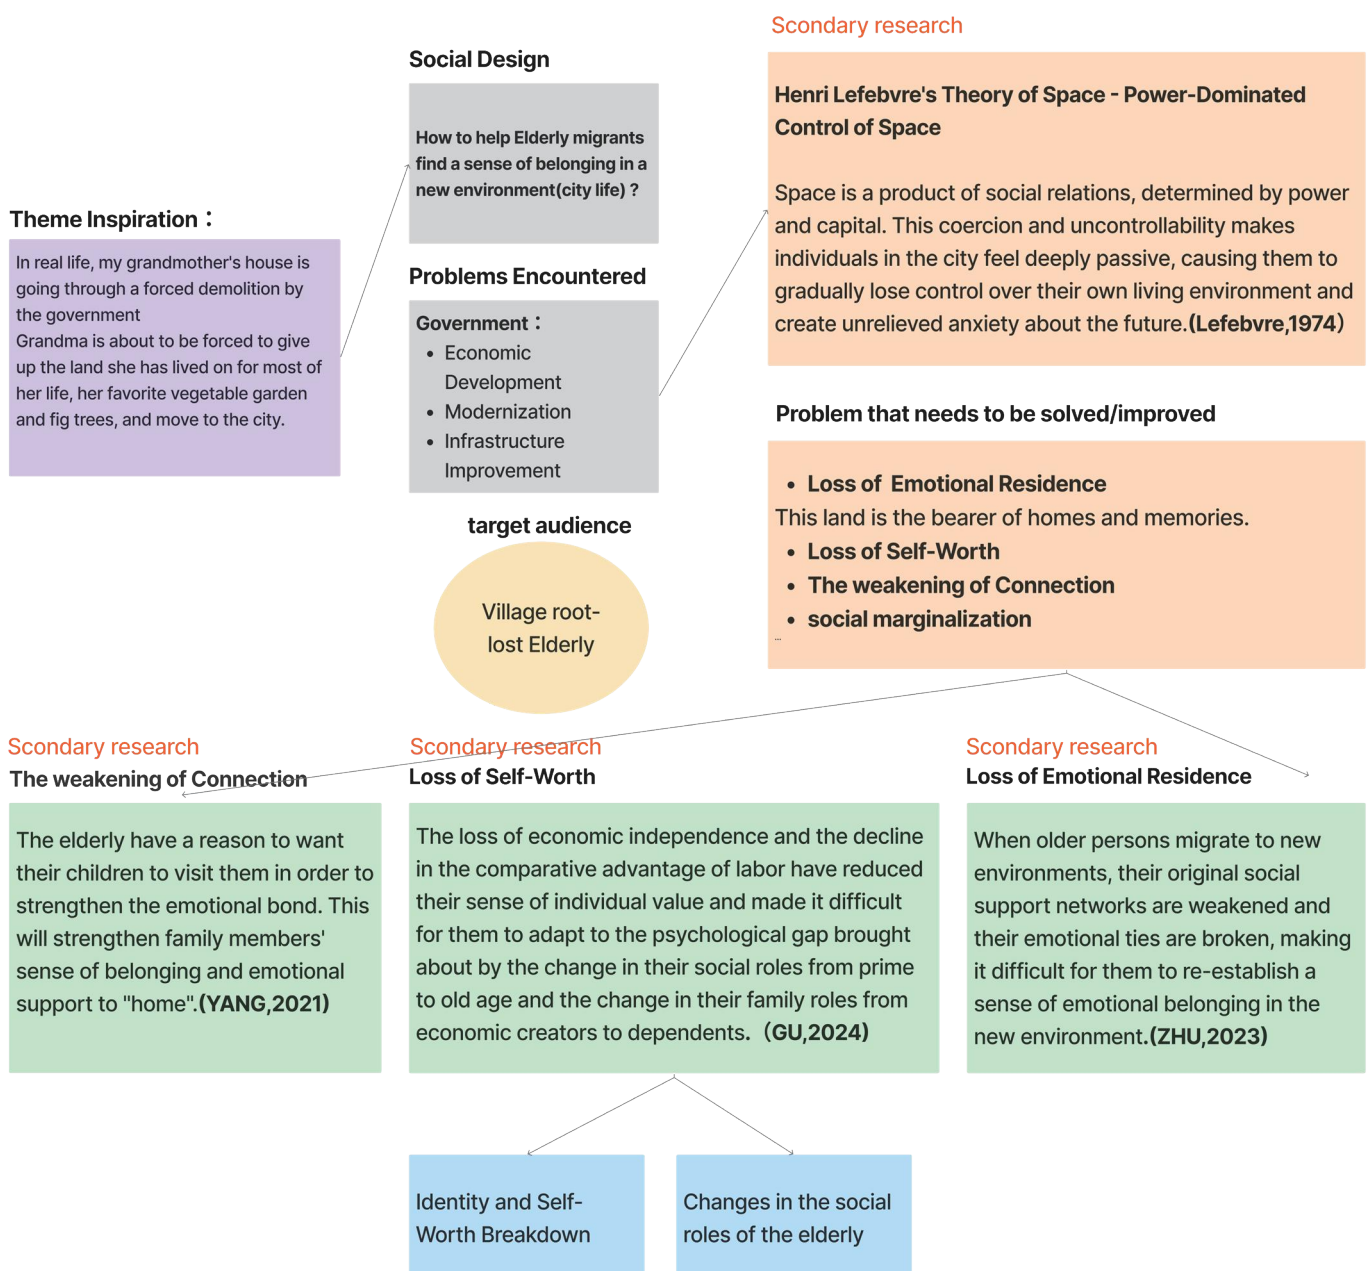 Theme Inspiration：
In real life, my grandmother's house is
going through a forced demolition by
the government
Grandma is about to be forced to give
up the land she has lived on for most of
her life, her favorite vegetable garden
and fig trees, and move to the city.
Social Design
How to help Elderly migrants
find a sense of belonging in a
new environment(city life) ?
Problems Encountered
Government：
• Economic
Development
• Modernization
• Infrastructure
Improvement
target audience
Village root-
lost Elderly
Scondary research
Henri Lefebvre's Theory of Space - Power-Dominated
Control of Space
Space is a product of social relations, determined by power
and capital. This coercion and uncontrollability makes
individuals in the city feel deeply passive, causing them to
gradually lose control over their own living environment and
create unrelieved anxiety about the future.(Lefebvre,1974）
Problem that needs to be solved/improved
• Loss of  Emotional Residence
This land is the bearer of homes and memories.
• Loss of Self-Worth
• The weakening of Connection
• social marginalization
...
Scondary research
The weakening of Connection
The elderly have a reason to want
their children to visit them in order to
strengthen the emotional bond. This
will strengthen family members'
sense of belonging and emotional
support to "home".(YANG,2021)
Scondary research
Loss of Self-Worth
The loss of economic independence and the decline
in the comparative advantage of labor have reduced
their sense of individual value and made it difficult
for them to adapt to the psychological gap brought
about by the change in their social roles from prime
to old age and the change in their family roles from
economic creators to dependents.（GU,2024)
Scondary research
Loss of Emotional Residence
When older persons migrate to new
environments, their original social
support networks are weakened and
their emotional ties are broken, making
it difficult for them to re-establish a
sense of emotional belonging in the
new environment.(ZHU,2023)
Identity and Self-
Worth Breakdown
Changes in the social
roles of the elderly